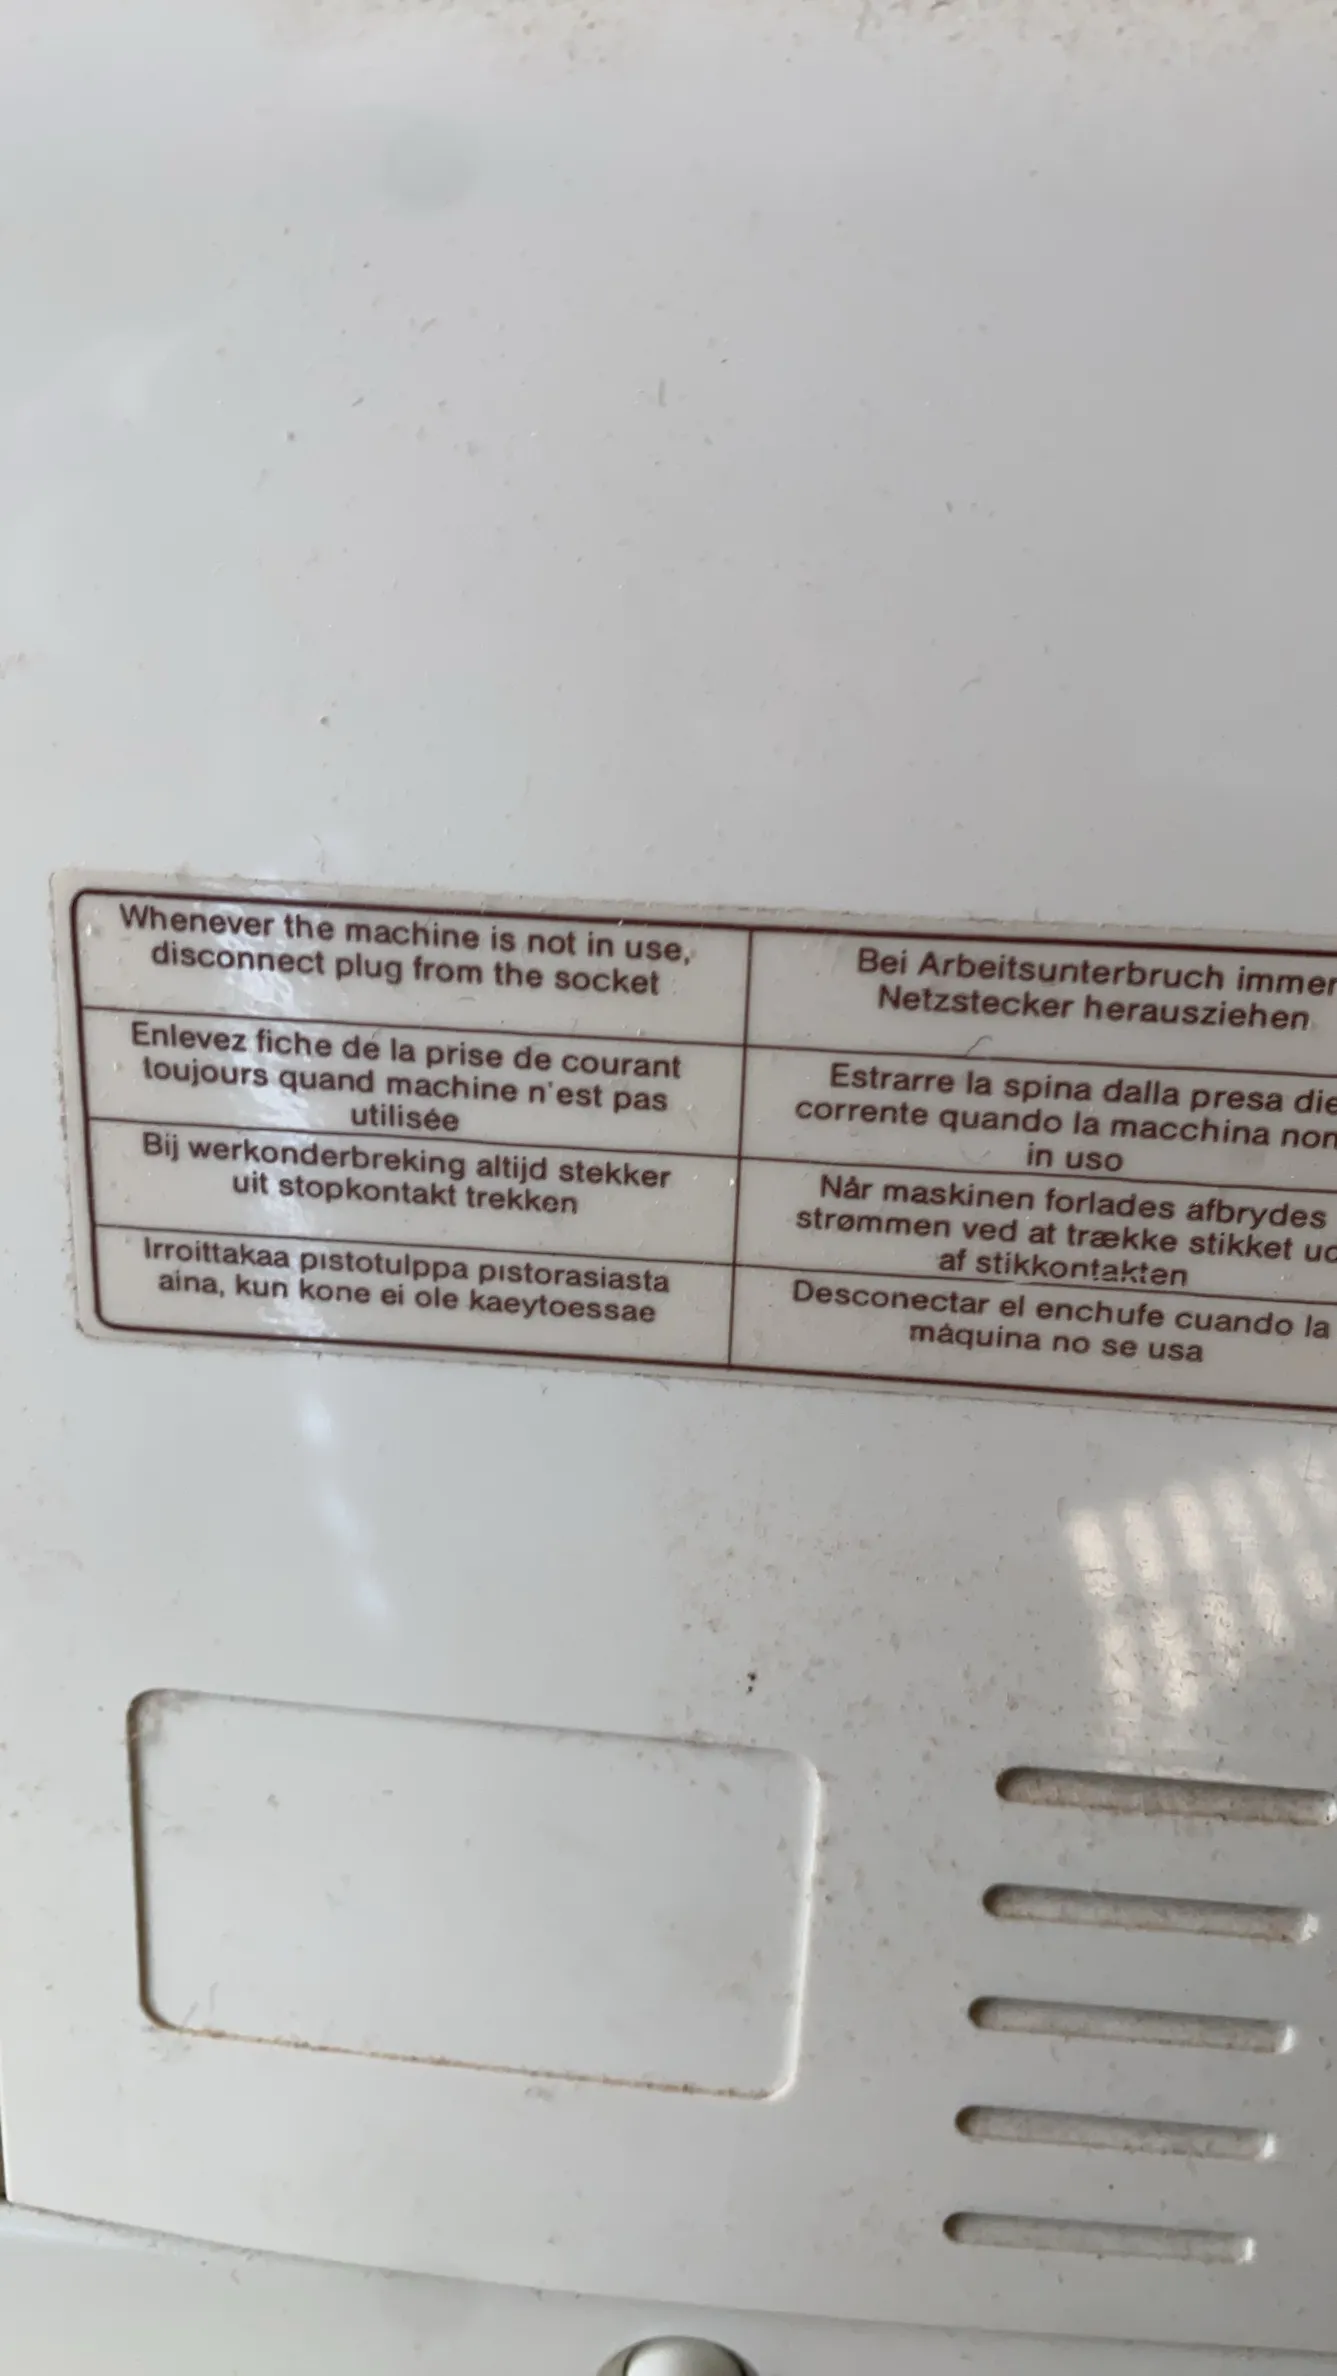 Whenever the machine is not in use,
disconnect plug from the socket
Enlevez fiche de la prise de courant
toujours quand machine n'est pas
utilisée
Bij werkonderbreking altijd stekker
uit stopkontakt trekken
Irroittakaa pistotulppa pistorasiasta
aina, kun kone ei ole kaeytoessae
Bei Arbeitsunterbruch immer
Netzstecker herausziehen
Estrarre la spina dalla presa die
corrente quando la macchina non
in uso
Når maskinen forlades afbrydes
strømmen ved at trække stikket
af stikkontakten
Desconectar el enchufe cuando la
máquina no se usa